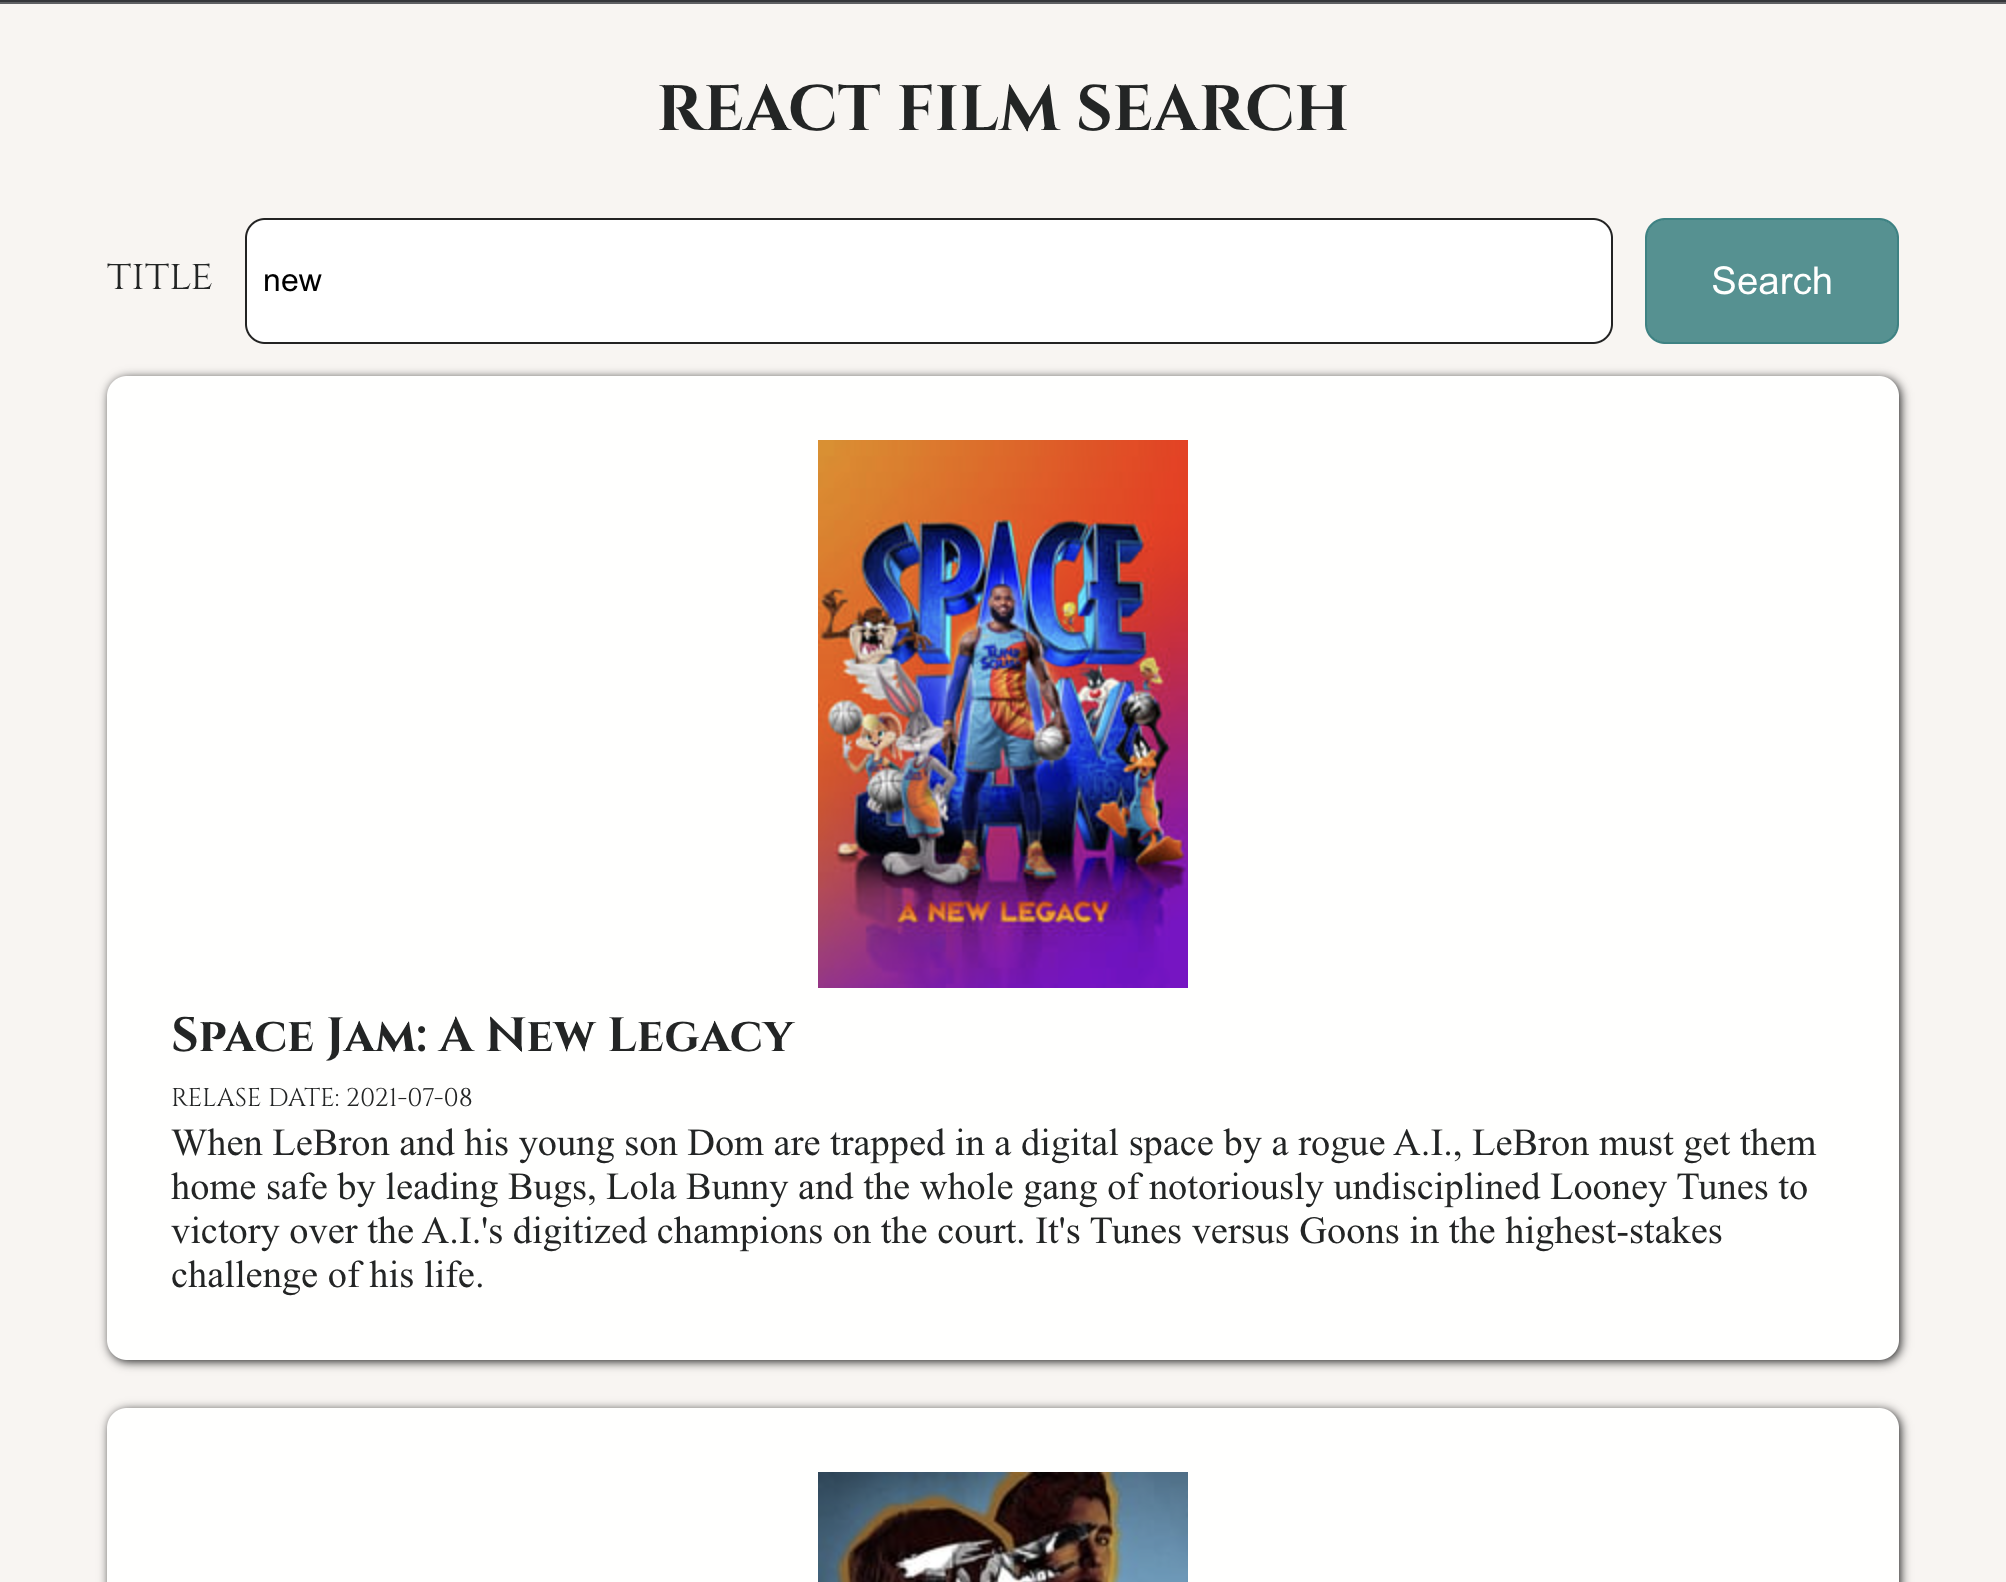 REACT FILM SEARCH
TITLE
new
Search
SPACE
JAM
TUNE
SQUAD
A NEW LEGACY
Space Jam: A New Legacy
RELASE DATE: 2021-07-08
When LeBron and his young son Dom are trapped in a digital space by a rogue A.I., LeBron must get them
home safe by leading Bugs, Lola Bunny and the whole gang of notoriously undisciplined Looney Tunes to
victory over the A.I.'s digitized champions on the court. It's Tunes versus Goons in the highest-stakes
challenge of his life.